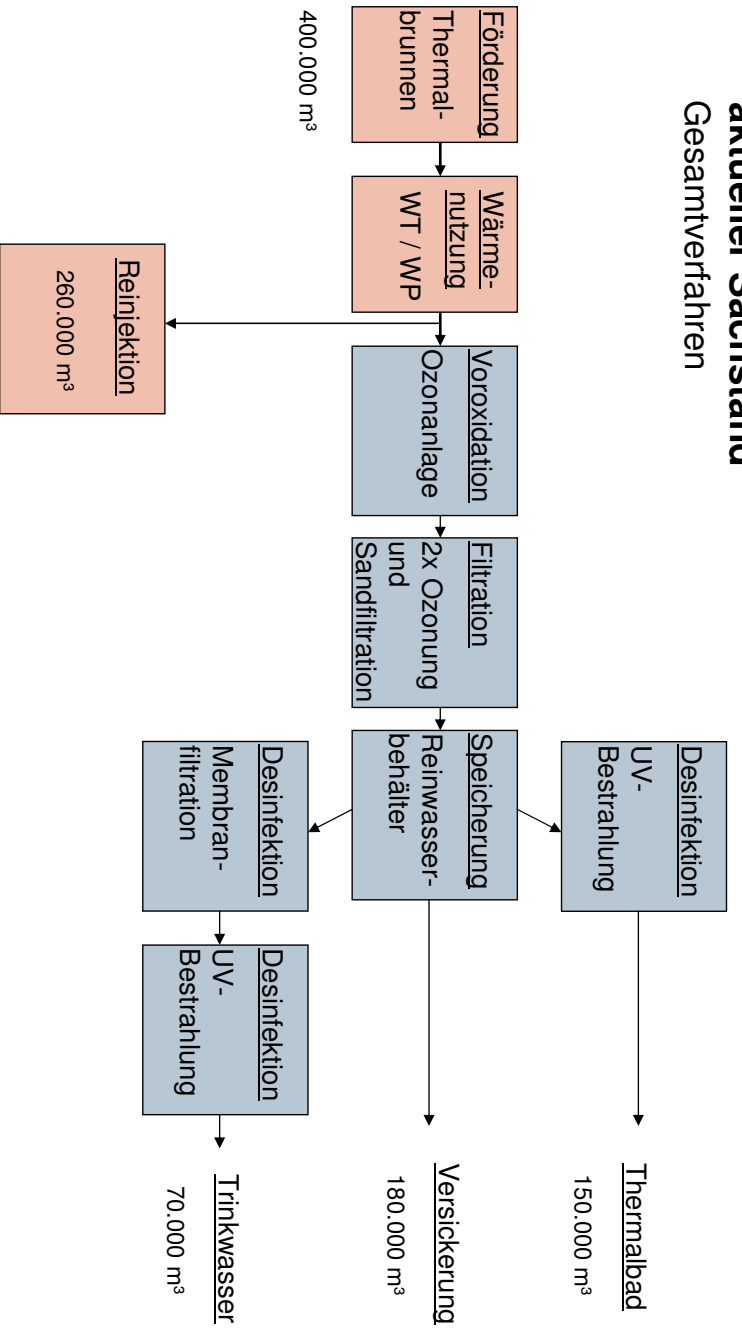 aktueller Sachstand
Gesamtverfahren
Förderung
Thermal-
brunnen
400.000 m³
Wärme-
nutzung
WT / WP
Reinjektion
260.000 m³
Voroxidation
Ozonanlage
Filtration
2x Ozonung
und
Sandfiltration
Speicherung
Reinwasser-
behälter
Desinfektion
UV-
Bestrahlung
Thermalbad
150.000 m³
Versickerung
180.000 m³
Desinfektion
Membran-
filtration
Desinfektion
UV-
Bestrahlung
Trinkwasser
70.000 m³